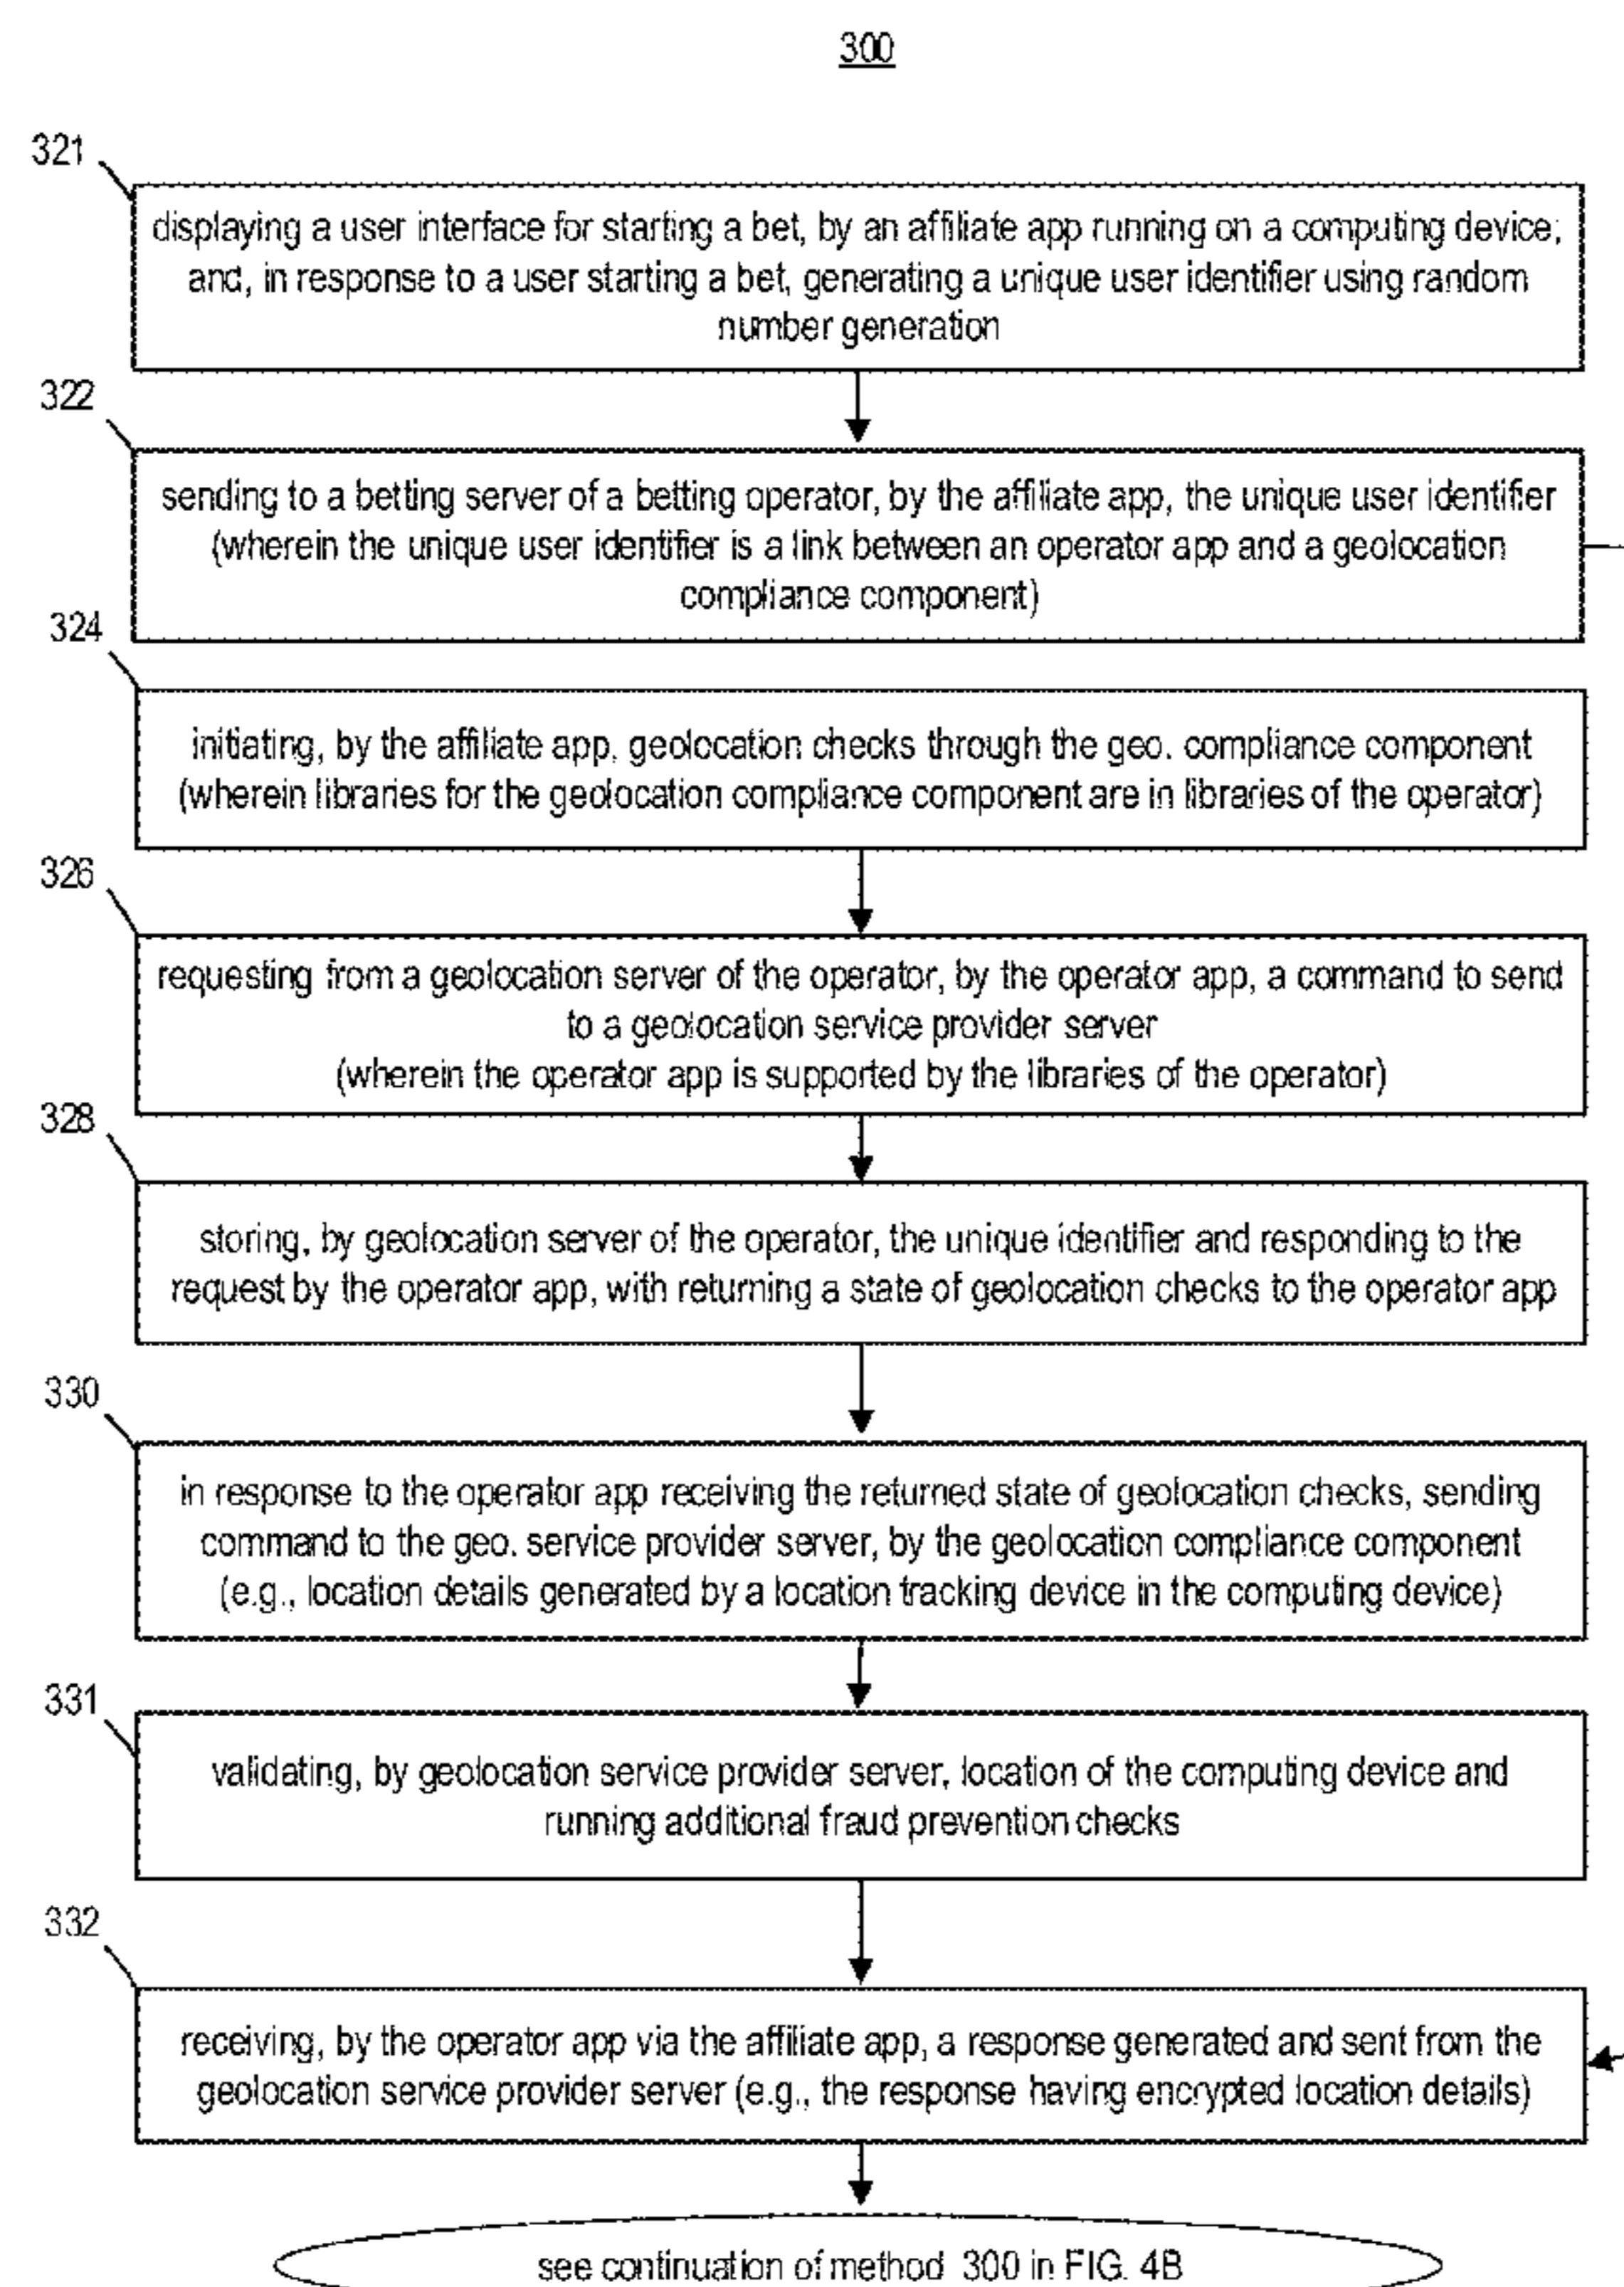 300
321
displaying a user interface for starting a bet, by an affiliate app running on a computing device;
and, in response to a user starting a bet, generating a unique user identifier using random
number generation
322
sending to a betting server of a betting operator, by the affiliate app, the unique user identifier
(wherein the unique user identifier is a link between an operator app and a geolocation
compliance component)
324
initiating, by the affiliate app, geolocation checks through the geo. compliance component
(wherein libraries for the geolocation compliance component are in libraries of the operator)
326
requesting from a geolocation server of the operator, by the operator app, a command to send
to a geolocation service provider server
(wherein the operator app is supported by the libraries of the operator)
328
storing, by geolocation server of the operator, the unique identifier and responding to the
request by the operator app, with returning a state of geolocation checks to the operator app
330
in response to the operator app receiving the returned state of geolocation checks, sending
command to the geo. service provider server, by the geolocation compliance component
(e.g., location details generated by a location tracking device in the computing device)
331
validating, by geolocation service provider server, location of the computing device and
running additional fraud prevention checks
332
receiving, by the operator app via the affiliate app, a response generated and sent from the
geolocation service provider server (e.g., the response having encrypted location details)
see continuation of method 300 in FIG. 4B